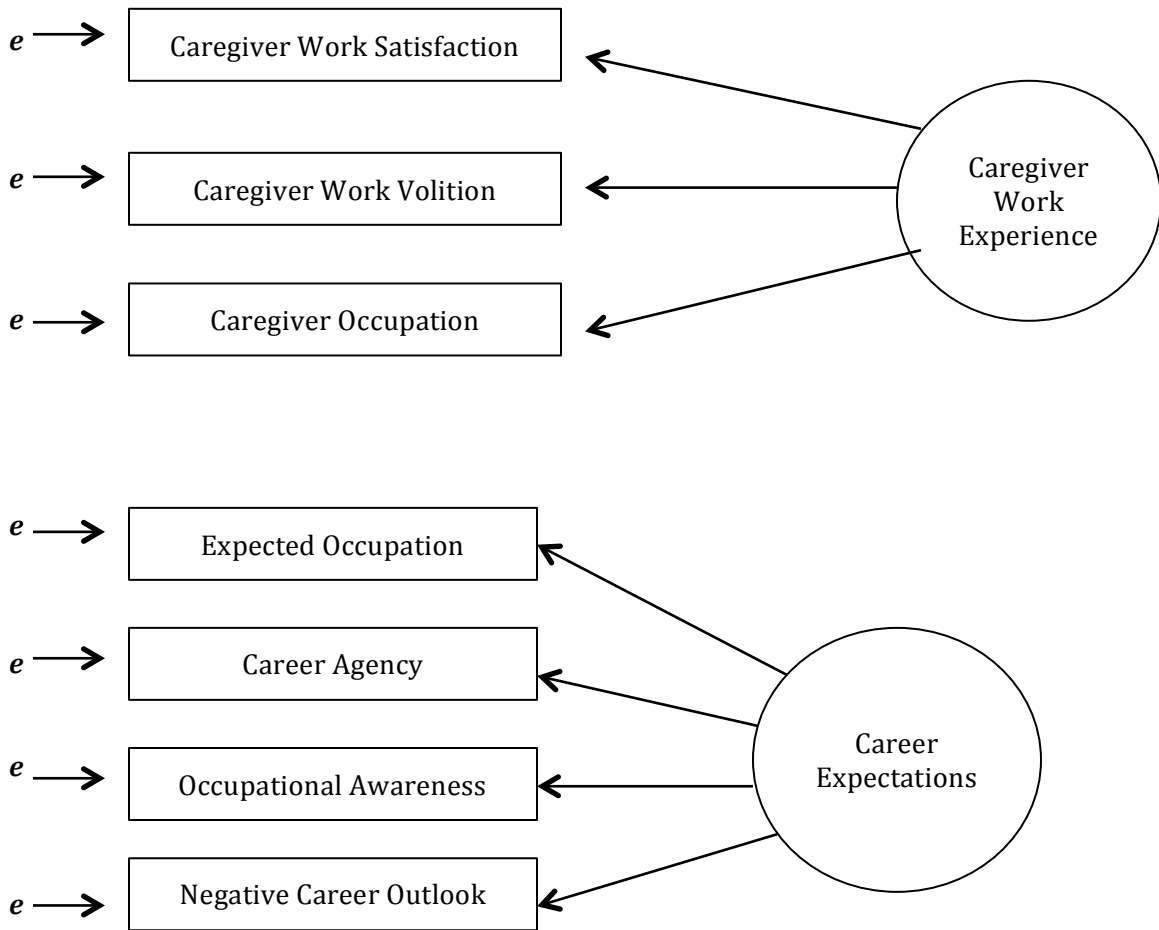 e
Caregiver Work Satisfaction
e
Caregiver Work Volition
e
Caregiver Occupation
Caregiver
Work
Experience
e
Expected Occupation
e
Career Agency
e
Occupational Awareness
e
Negative Career Outlook
Career
Expectations